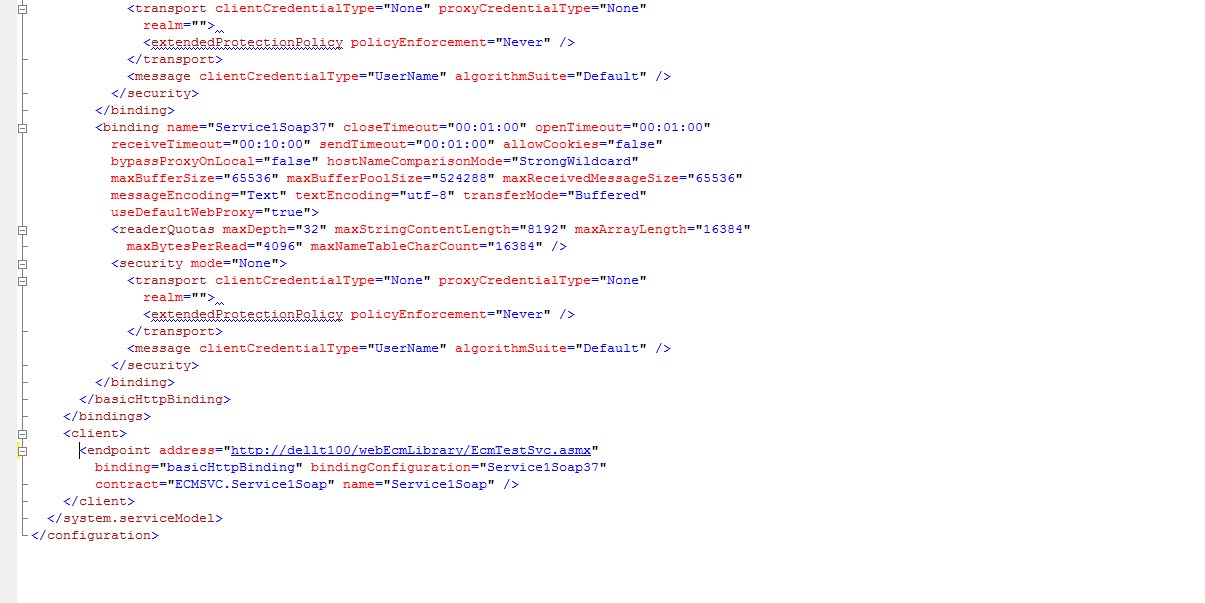 <transport clientCredentialType="None" proxyCredentialType="None"
realm="">
<extendedProtectionPolicy policyEnforcement="Never" />
</transport>
<message clientCredentialType="UserName" algorithmSuite="Default" />
</security>
</binding>
<binding name="Service1Soap37" closeTimeout="00:01:00" openTimeout="00:01:00"
receiveTimeout="00:10:00" sendTimeout="00:01:00" allowCookies="false"
bypassProxyOnLocal="false" hostNameComparisonMode="StrongWildcard"
maxBufferSize="65536" maxBufferPoolSize="524288" maxReceivedMessageSize="65536"
messageEncoding="Text" textEncoding="utf-8" transferMode="Buffered"
useDefaultWebProxy="true">
<readerQuotas maxDepth="32" maxStringContentLength="8192" maxArrayLength="16384"
maxBytesPerRead="4096" maxNameTableCharCount="16384" />
<security mode="None">
<transport clientCredentialType="None" proxyCredentialType="None"
realm="">
<extendedProtectionPolicy policyEnforcement="Never" />
</transport>
<message clientCredentialType="UserName" algorithmSuite="Default" />
</security>
</binding>
</basicHttpBinding>
</bindings>
<client>
<endpoint address="http://dellt100/webEcmLibrary/EcmTestSvc.asmx"
binding="basicHttpBinding" bindingConfiguration="Service1Soap37"
contract="ECMSVC.Service1Soap" name="Service1Soap" />
</client>
</system.serviceModel>
</configuration>